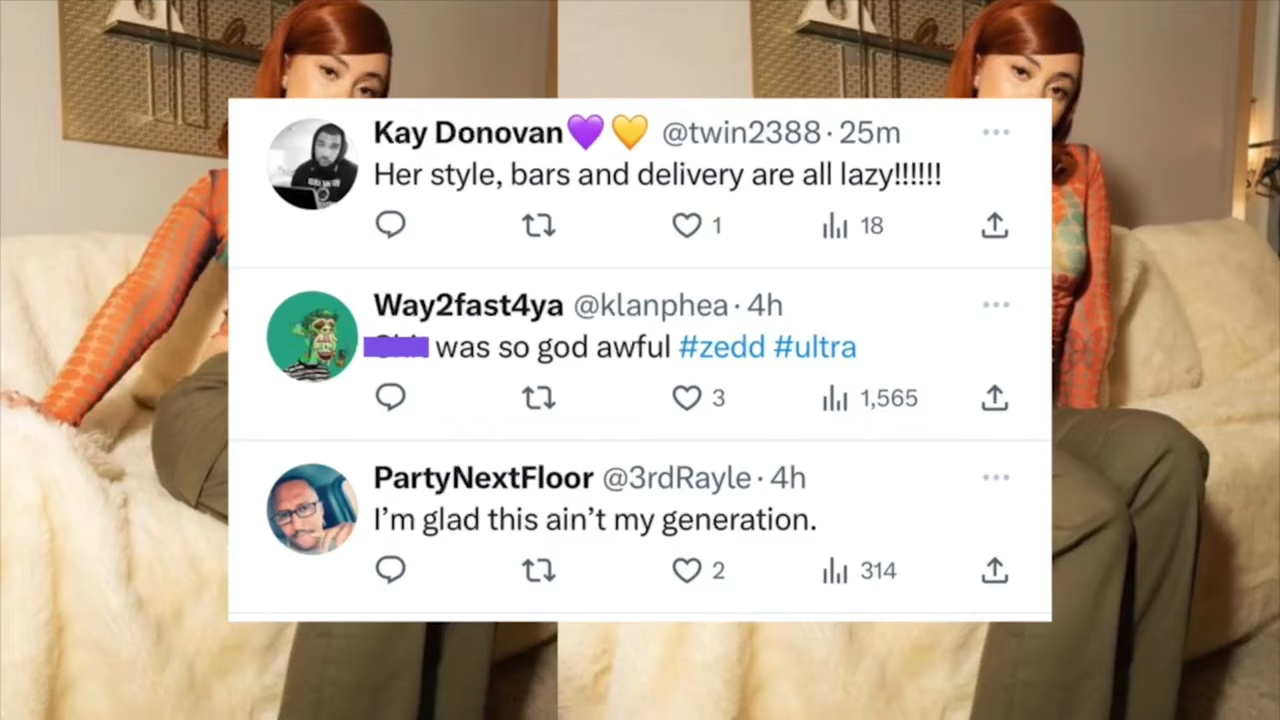 Kay Donovan💜💛 @twin2388 · 25m
Her style, bars and delivery are all lazy!!!!!!
1 18
Way2fast4ya @klanphea · 4h
was so god awful #zedd #ultra
3 1,565
PartyNextFloor @3rdRayle · 4h
I’m glad this ain’t my generation.
2 314